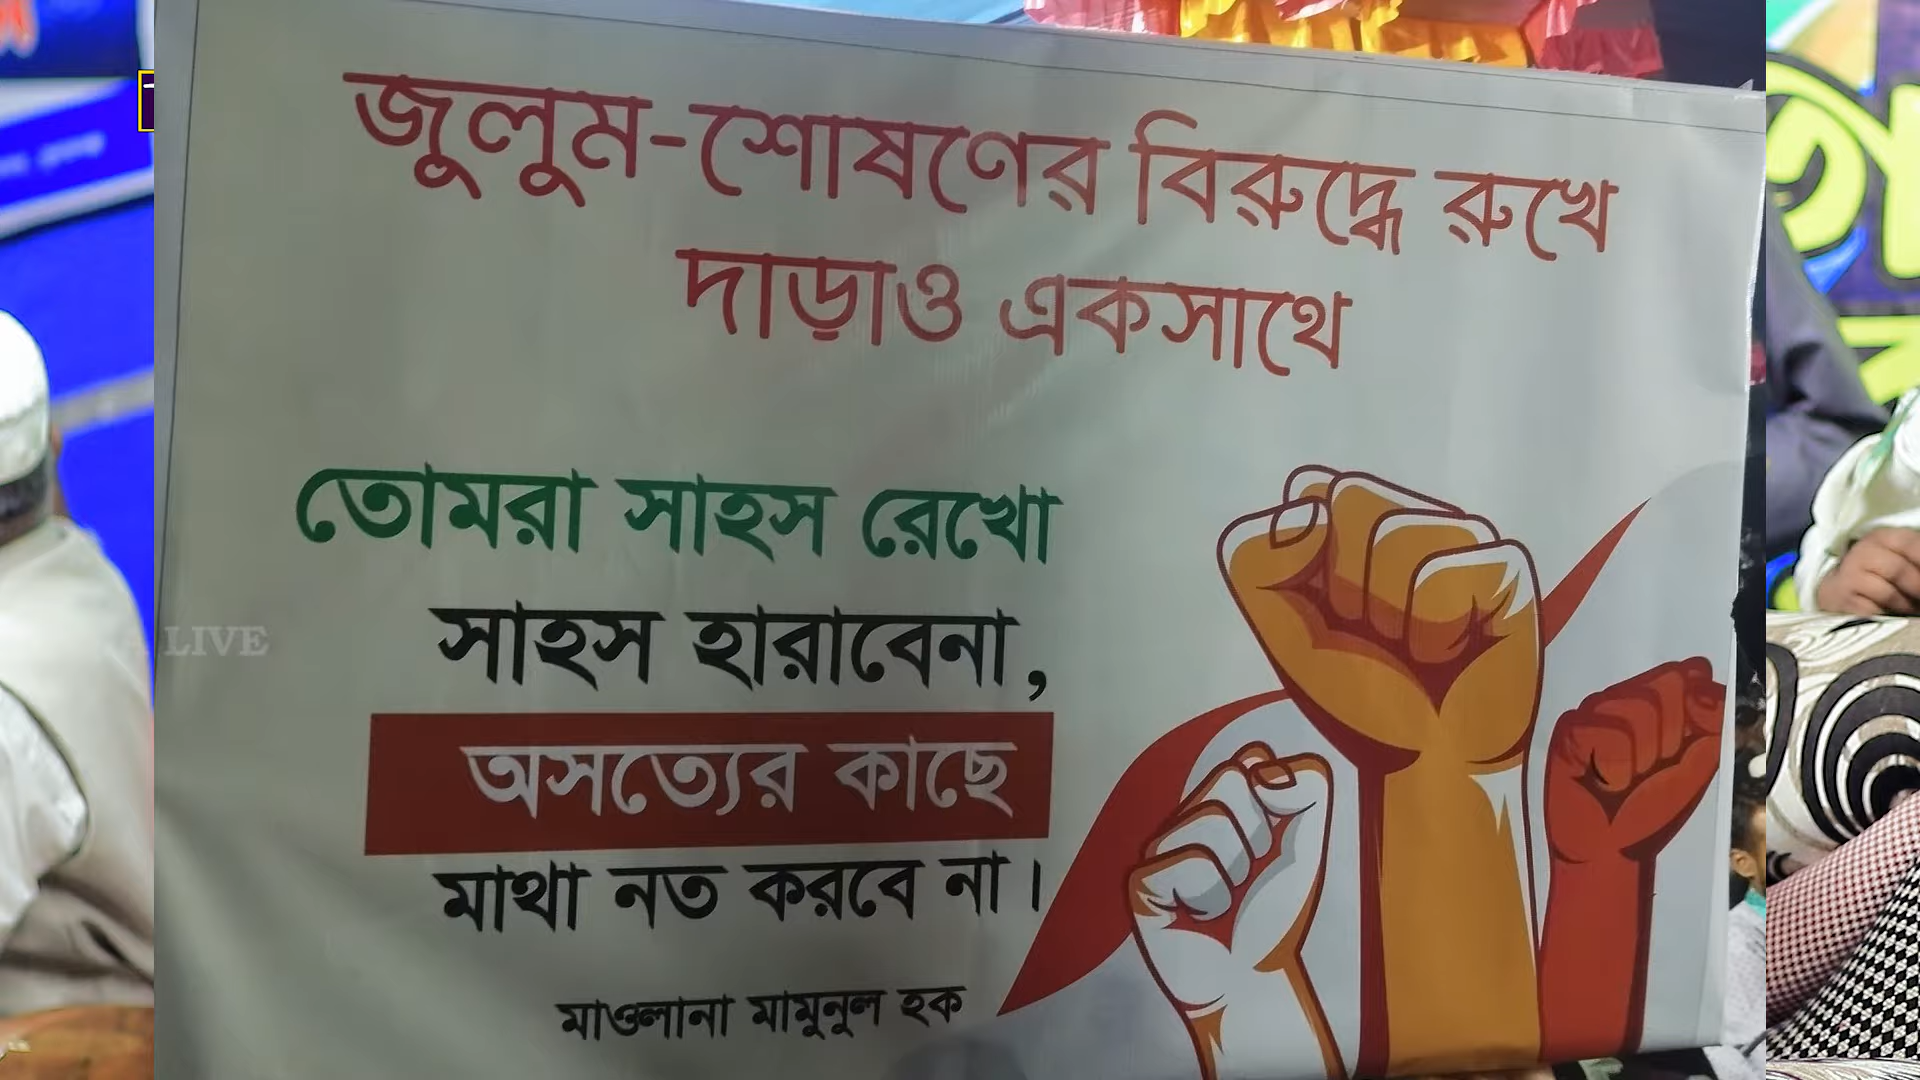 জুলুম-শোষণের বিরুদ্ধে রুখে
দাড়াও একসাথে
তোমরা সাহস রেখো
সাহস হারাবেনা,
অসত্যের কাছে
মাথা নত করবে না।
মাওলানা মামুনুল হক
LIVE